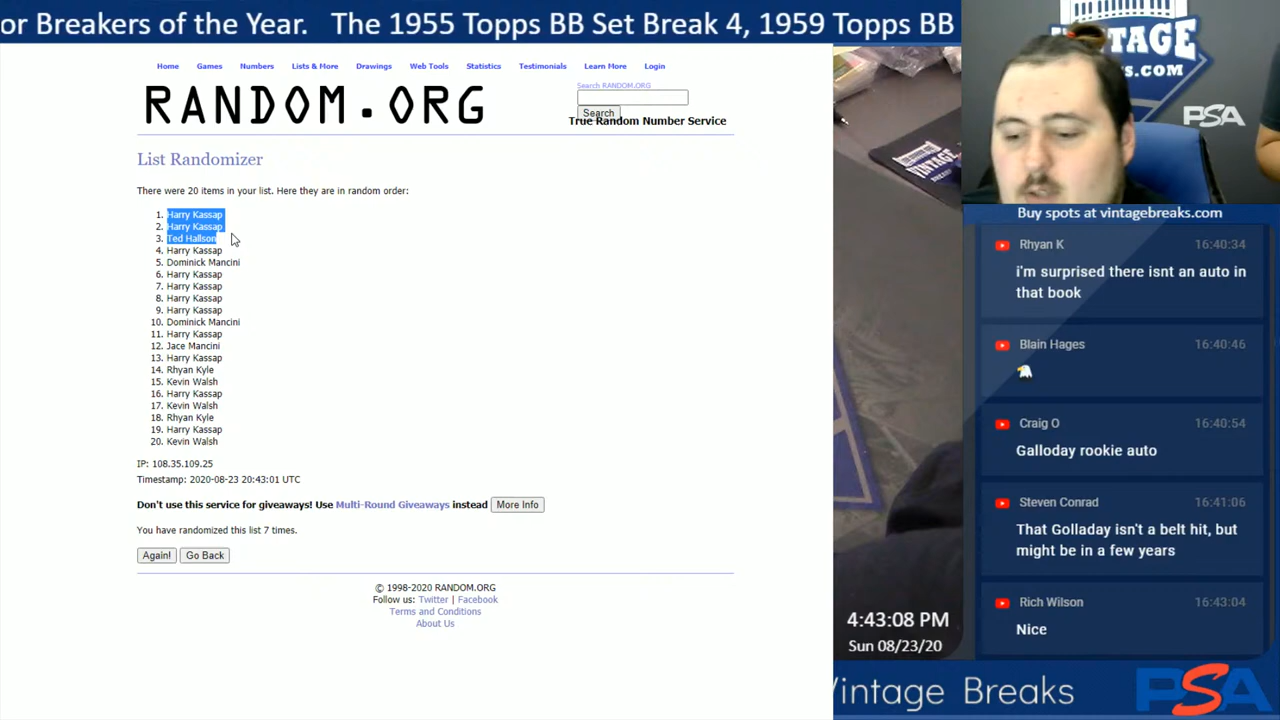 or Breakers of the Year. The 1955 Topps BB Set Break 4, 1959 Topps BB
Home Games Numbers Lists & More Drawings Web Tools Statistics Testimonials Learn More Login
RANDOM.ORG
Search RANDOM.ORG
Search
True Random Number Service
List Randomizer
There were 20 items in your list. Here they are in random order:
1. Harry Kassap
2. Harry Kassap
3. Ted Hallson
4. Harry Kassap
5. Dominick Mancini
6. Harry Kassap
7. Harry Kassap
8. Harry Kassap
9. Harry Kassap
10. Dominick Mancini
11. Harry Kassap
12. Jace Mancini
13. Harry Kassap
14. Rhyan Kyle
15. Kevin Walsh
16. Harry Kassap
17. Kevin Walsh
18. Rhyan Kyle
19. Harry Kassap
20. Kevin Walsh
IP: 108.35.109.25
Timestamp: 2020-08-23 20:43:01 UTC
Don't use this service for giveaways! Use Multi-Round Giveaways instead More Info
You have randomized this list 7 times.
Again! Go Back
© 1998-2020 RANDOM.ORG
Follow us: Twitter | Facebook
Terms and Conditions
About Us
VINTAGE
KS.COM
PSA
VINTAGE
Buy spots at vintagebreaks.com
Rhyan K 16:40:34
i'm surprised there isnt an auto in
that book
Blain Hages 16:40:46
Craig O 16:40:54
Galloday rookie auto
Steven Conrad 16:41:06
That Golladay isn't a belt hit, but
might be in a few years
Rich Wilson 16:43:04
Nice
4:43:08 PM
Sun 08/23/20
Vintage Breaks
PSA